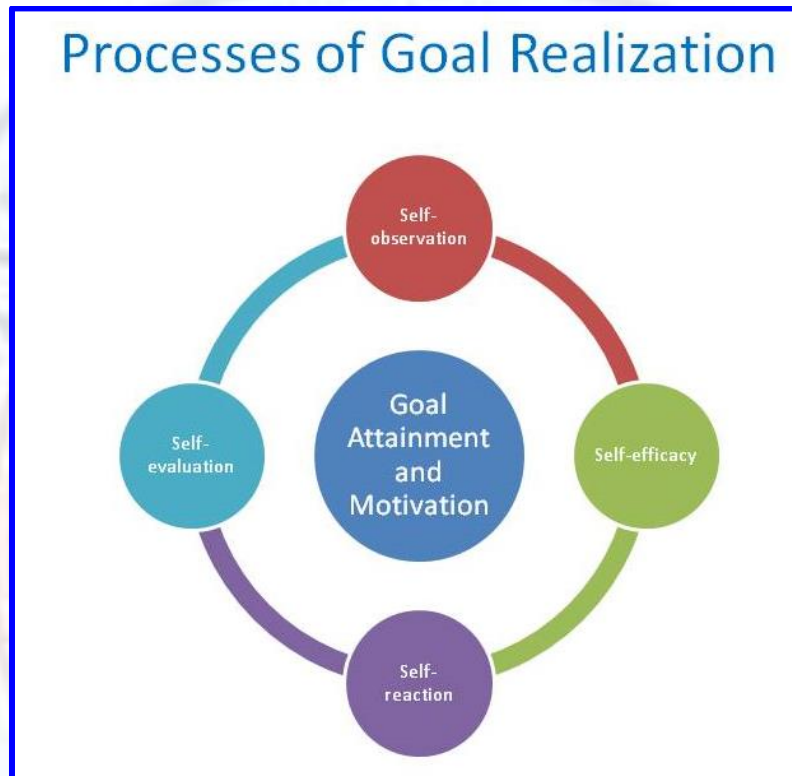 Processes of Goal Realization
Self-
observation
Goal
Attainment
and
Motivation
Self-
evaluation
Self-efficacy
Self-
reaction